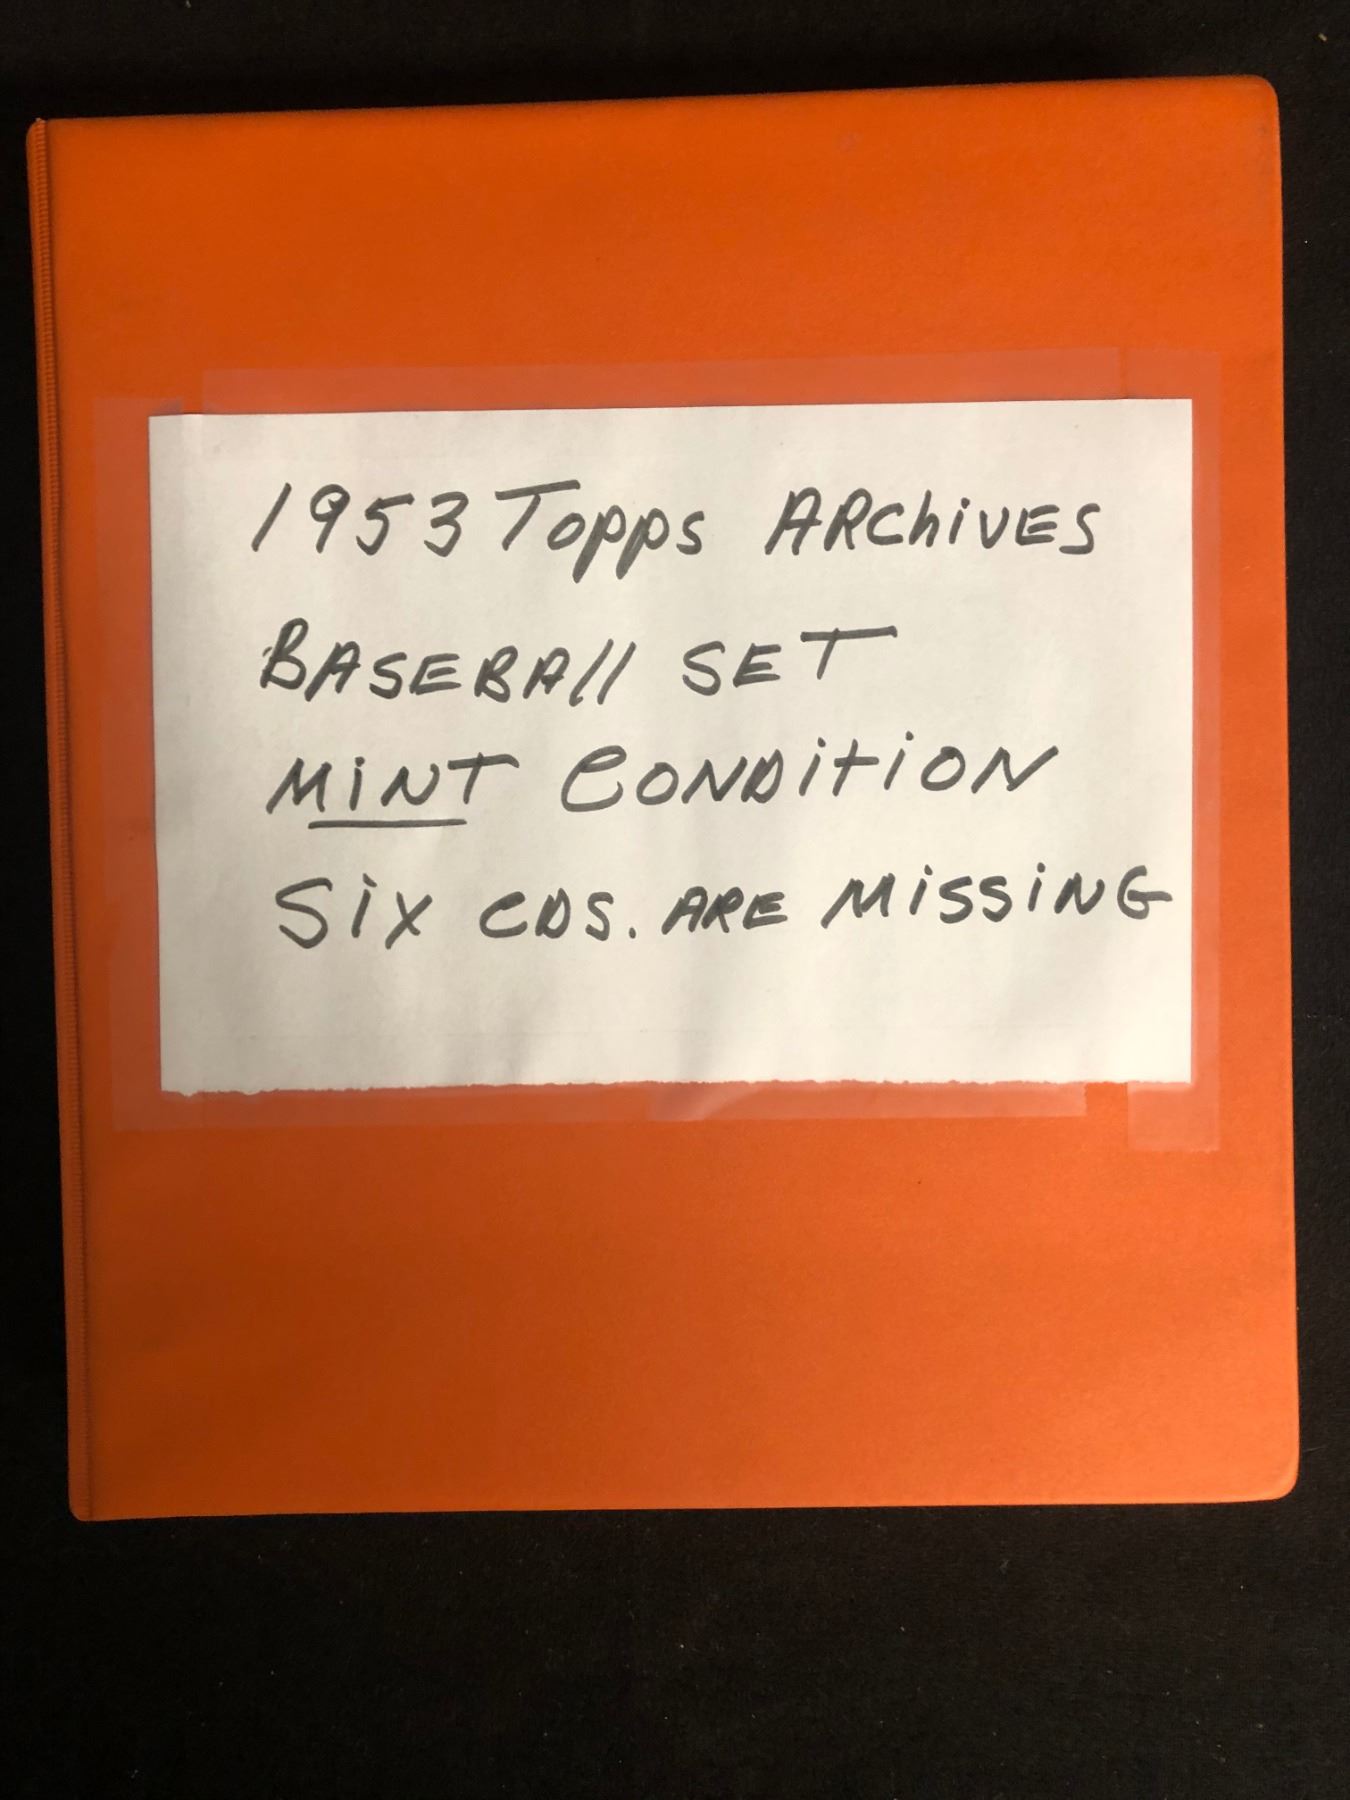 1953 Topps ARChiVES
BASEBAll SET
MiNT CONDitiON
Six CDS. ARE MiSSiNG